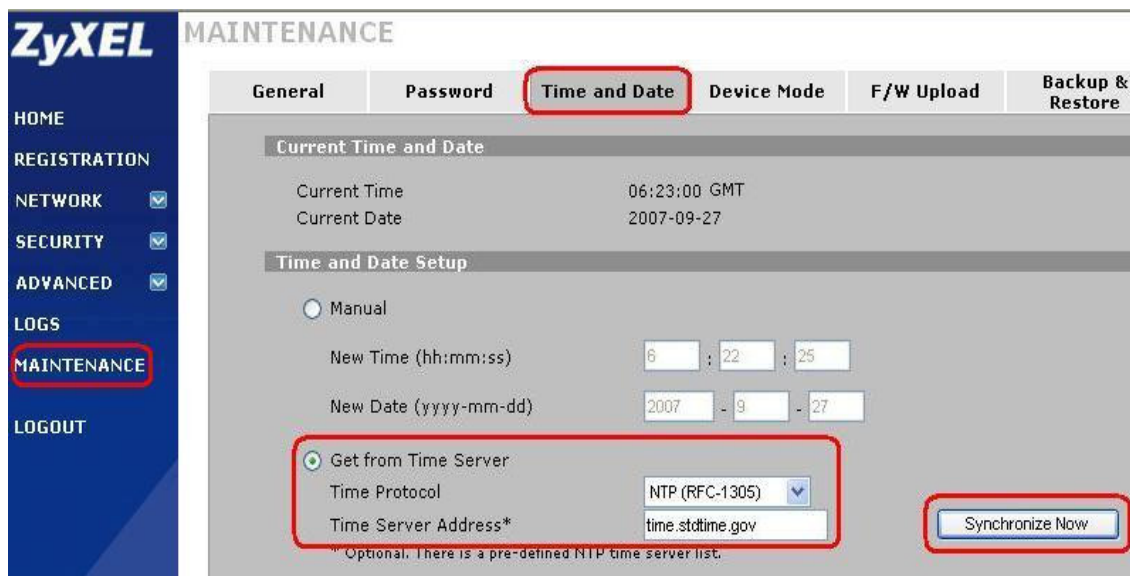 ZyXEL
MAINTENANCE
HOME
REGISTRATION
NETWORK
SECURITY
ADVANCED
LOGS
MAINTENANCE
LOGOUT
General Password Time and Date Device Mode F/W Upload Backup & Restore
Current Time and Date
Current Time 06:23:00 GMT
Current Date 2007-09-27
Time and Date Setup
Manual
New Time (hh:mm:ss) 6 : 22 : 25
New Date (yyyy-mm-dd) 2007 - 9 - 27
Get from Time Server
Time Protocol NTP (RFC-1305)
Time Server Address* time.stdtime.gov
Synchronize Now
* Optional. There is a pre-defined NTP time server list.